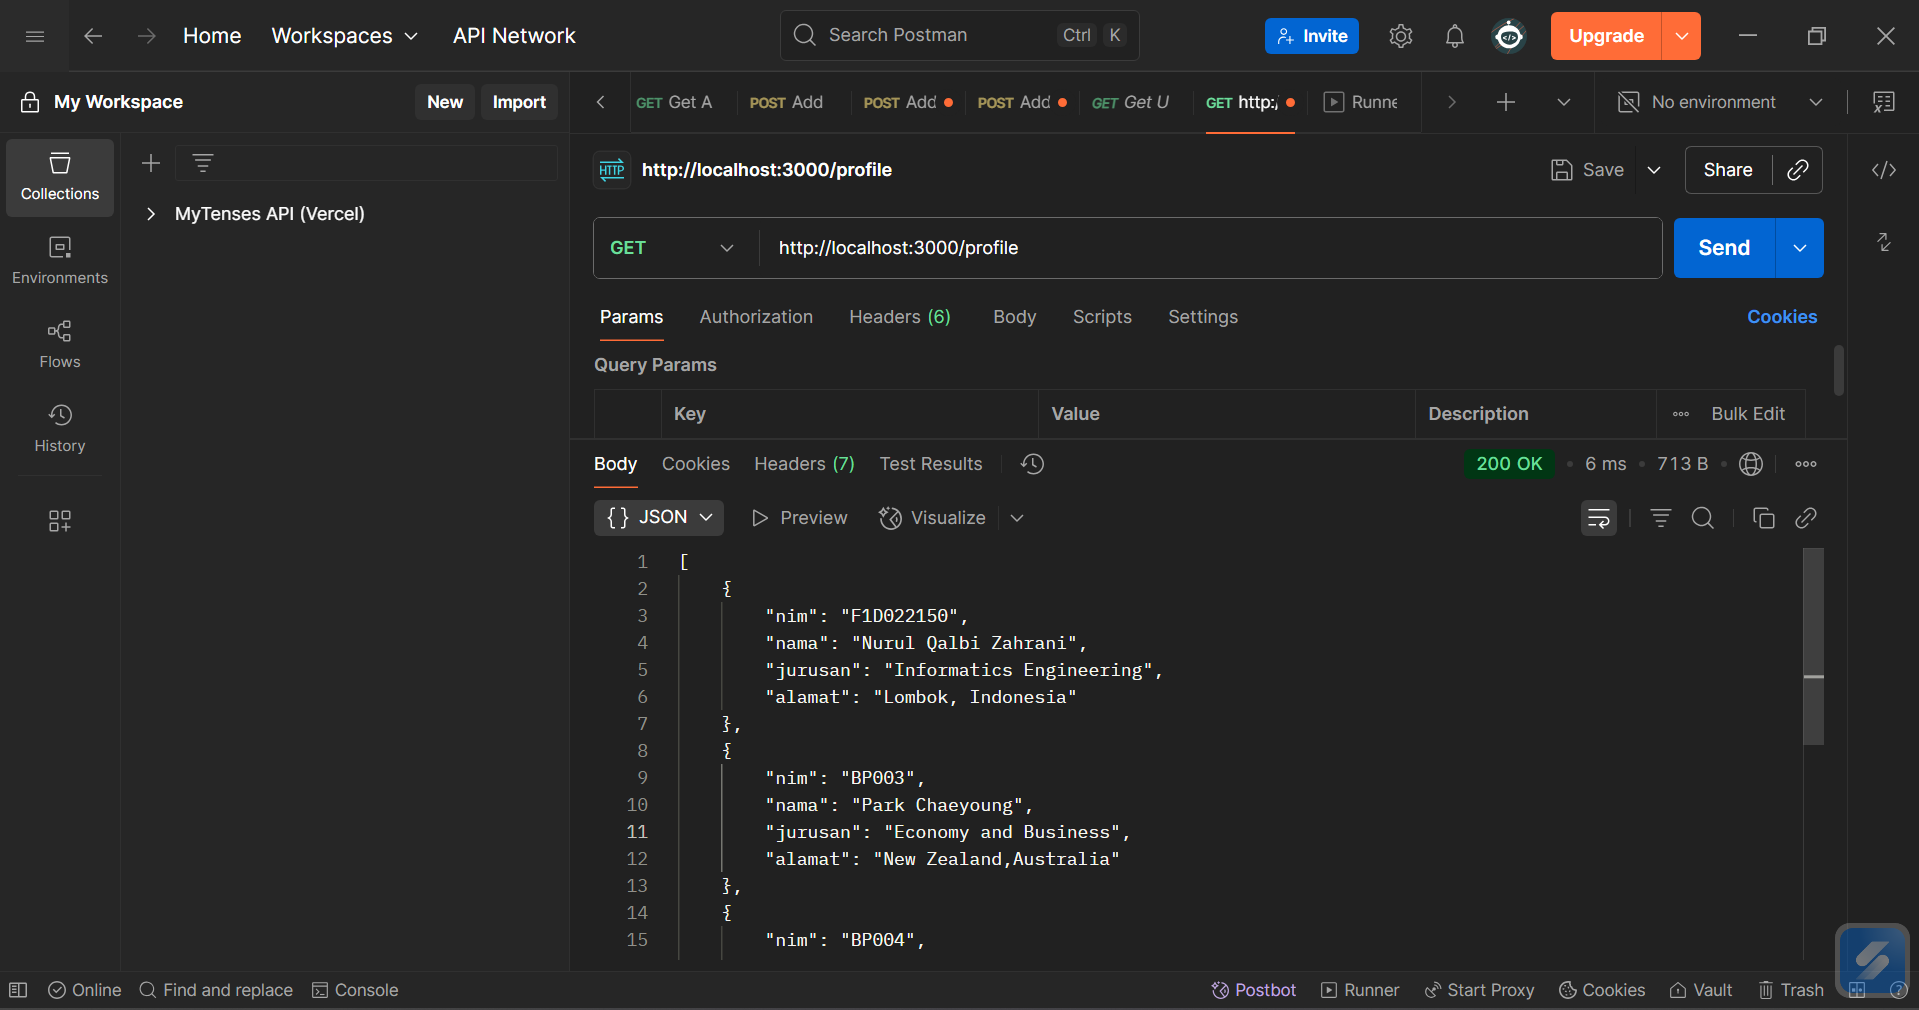 Home Workspaces API Network Search Postman Ctrl K Invite Upgrade
My Workspace New Import GET Get A POST Add POST Add POST Add GET Get U GET http:/ Runne No environment
Collections
Environments
Flows
History
MyTenses API (Vercel)
HTTP http://localhost:3000/profile Save Share
GET http://localhost:3000/profile Send
Params Authorization Headers (6) Body Scripts Settings Cookies
Query Params
Key Value Description Bulk Edit
Body Cookies Headers (7) Test Results 200 OK • 6 ms • 713 B •
{} JSON Preview Visualize
1 [
2 {
3 "nim": "F1D022150",
4 "nama": "Nurul Qalbi Zahrani",
5 "jurusan": "Informatics Engineering",
6 "alamat": "Lombok, Indonesia"
7 },
8 {
9 "nim": "BP003",
10 "nama": "Park Chaeyoung",
11 "jurusan": "Economy and Business",
12 "alamat": "New Zealand,Australia"
13 },
14 {
15 "nim": "BP004",
Online Find and replace Console Postbot Runner Start Proxy Cookies Vault Trash